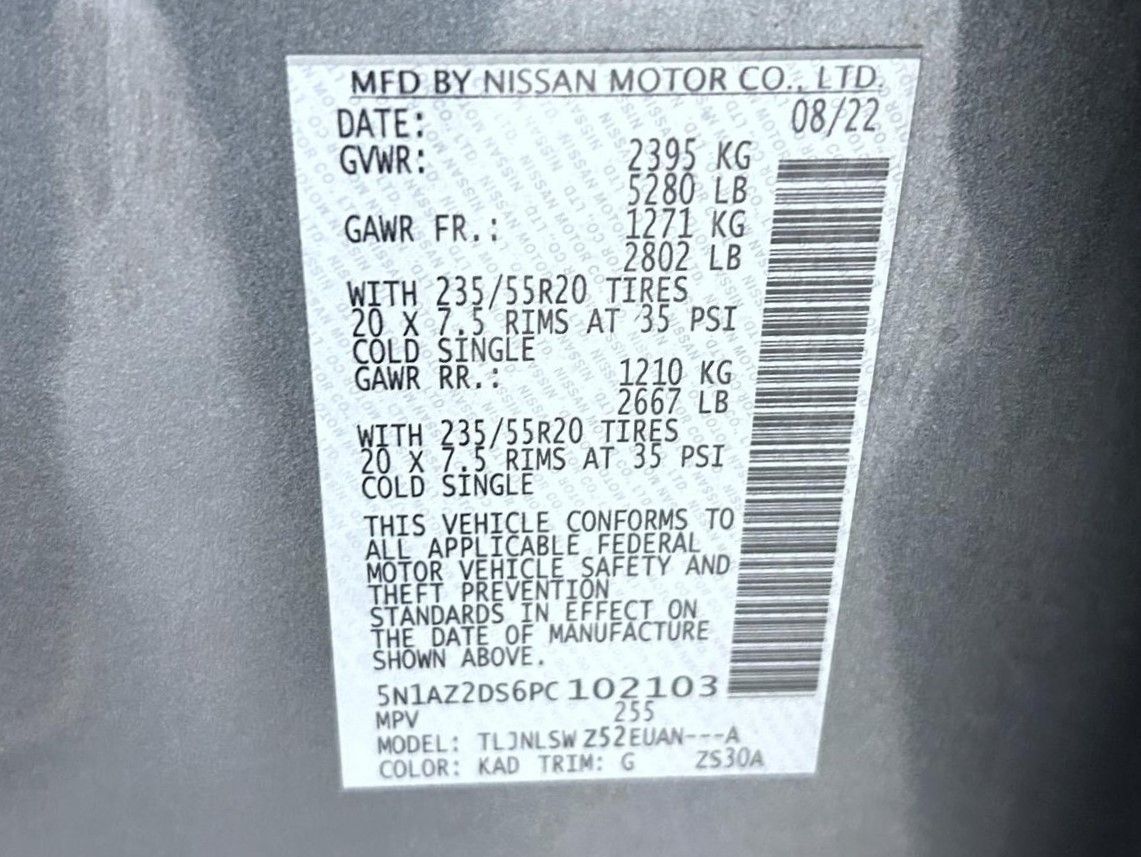 MFD BY NISSAN MOTOR CO., LTD.
DATE: 08/22
GVWR: 2395 KG
5280 LB
GAWR FR.: 1271 KG
2802 LB
WITH 235/55R20 TIRES
20 X 7.5 RIMS AT 35 PSI
COLD SINGLE
GAWR RR.: 1210 KG
2667 LB
WITH 235/55R20 TIRES
20 X 7.5 RIMS AT 35 PSI
COLD SINGLE
THIS VEHICLE CONFORMS TO
ALL APPLICABLE FEDERAL
MOTOR VEHICLE SAFETY AND
THEFT PREVENTION
STANDARDS IN EFFECT ON
THE DATE OF MANUFACTURE
SHOWN ABOVE.
5N1AZ2DS6PC102103
MPV 255
MODEL: TLJNLSWZ52EUAN---A
COLOR: KAD TRIM: G ZS30A